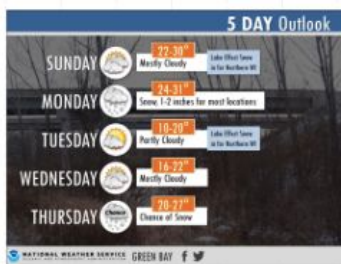 5 DAY Outlook
SUNDAY
22-30°
Mostly Cloudy
Lake Effect Snow
in far Northern WI
MONDAY
24-31°
Snow, 1-2 inches for most locations
TUESDAY
10-20°
Partly Cloudy
Lake Effect Snow
in far Northern WI
WEDNESDAY
16-22°
Mostly Cloudy
THURSDAY
Chance
20-27°
Chance of Snow
NATIONAL WEATHER SERVICE GREEN BAY